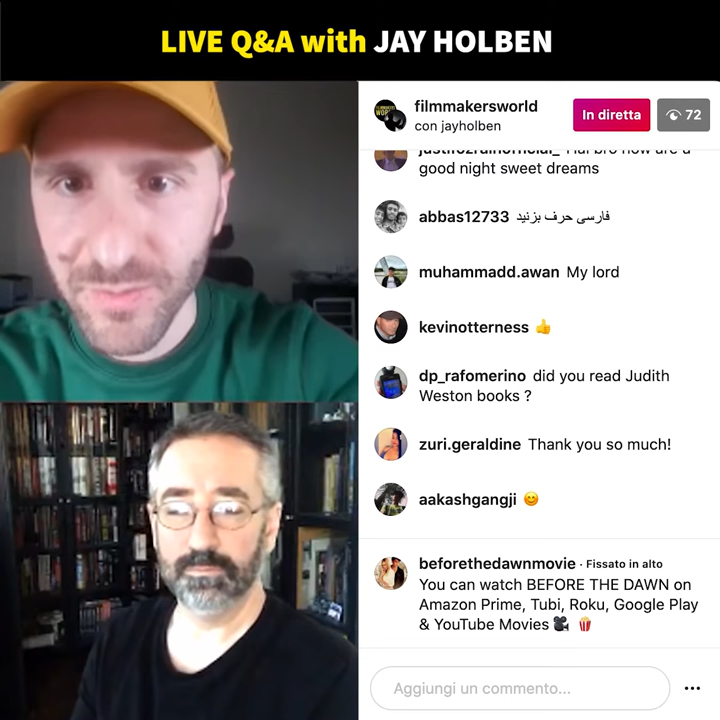 LIVE Q&A with JAY HOLBEN
filmmakersworld
con jayholben
In diretta
72
good night sweet dreams
abbas12733 فارسی حرف بزنید
muhammadd.awan My lord
kevinotterness 👍
dp_rafomerino did you read Judith
Weston books ?
zuri.geraldine Thank you so much!
aakashgangji 😊
beforethedawnmovie · Fissato in alto
You can watch BEFORE THE DAWN on
Amazon Prime, Tubi, Roku, Google Play
& YouTube Movies 🎥 🍿
Aggiungi un commento...